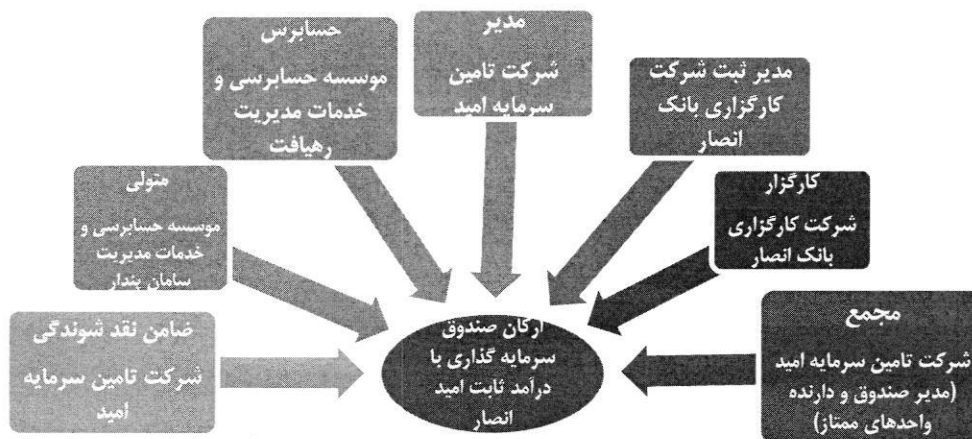 مدیر
شرکت تامین
سرمایه امید
حسابرس
موسسه حسابرسی و
خدمات مدیریت
رهیافت
مدیر ثبت شرکت
کارگزاری بانک
انصار
متولی
موسسه حسابرسی و
خدمات مدیریت
سامان پندار
کارگزار
شرکت کارگزاری
بانک انصار
ضامن نقد شوندگی
شرکت تامین سرمایه
امید
مجمع
شرکت تامین سرمایه امید
(مدیر صندوق و دارنده
واحدهای ممتاز)
ارکان صندوق
سرمایه گذاری با
درامد ثابت امید
انصار